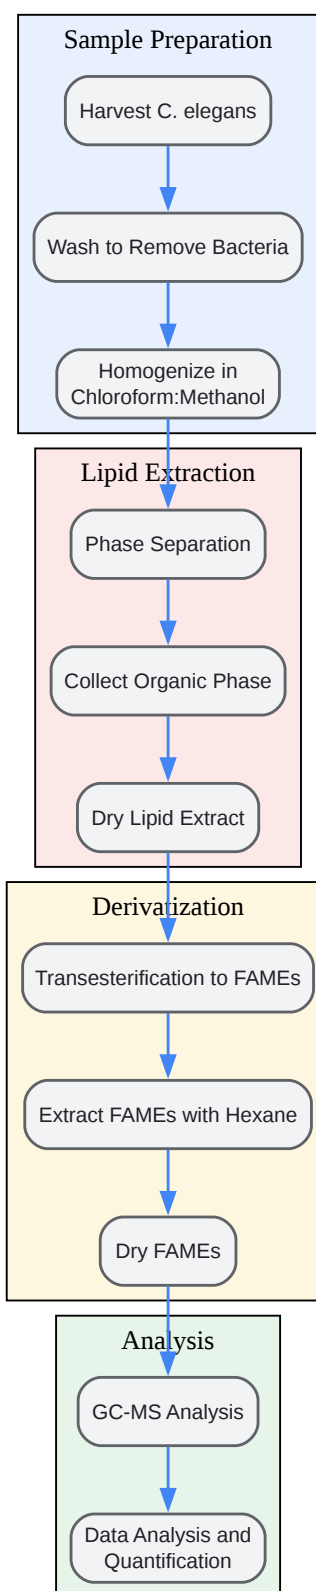 Sample Preparation
Harvest C. elegans
Wash to Remove Bacteria
Homogenize in
Chloroform:Methanol
Lipid Extraction
Phase Separation
Collect Organic Phase
Dry Lipid Extract
Derivatization
Transesterification to FAMEs
Extract FAMEs with Hexane
Dry FAMEs
Analysis
GC-MS Analysis
Data Analysis and
Quantification